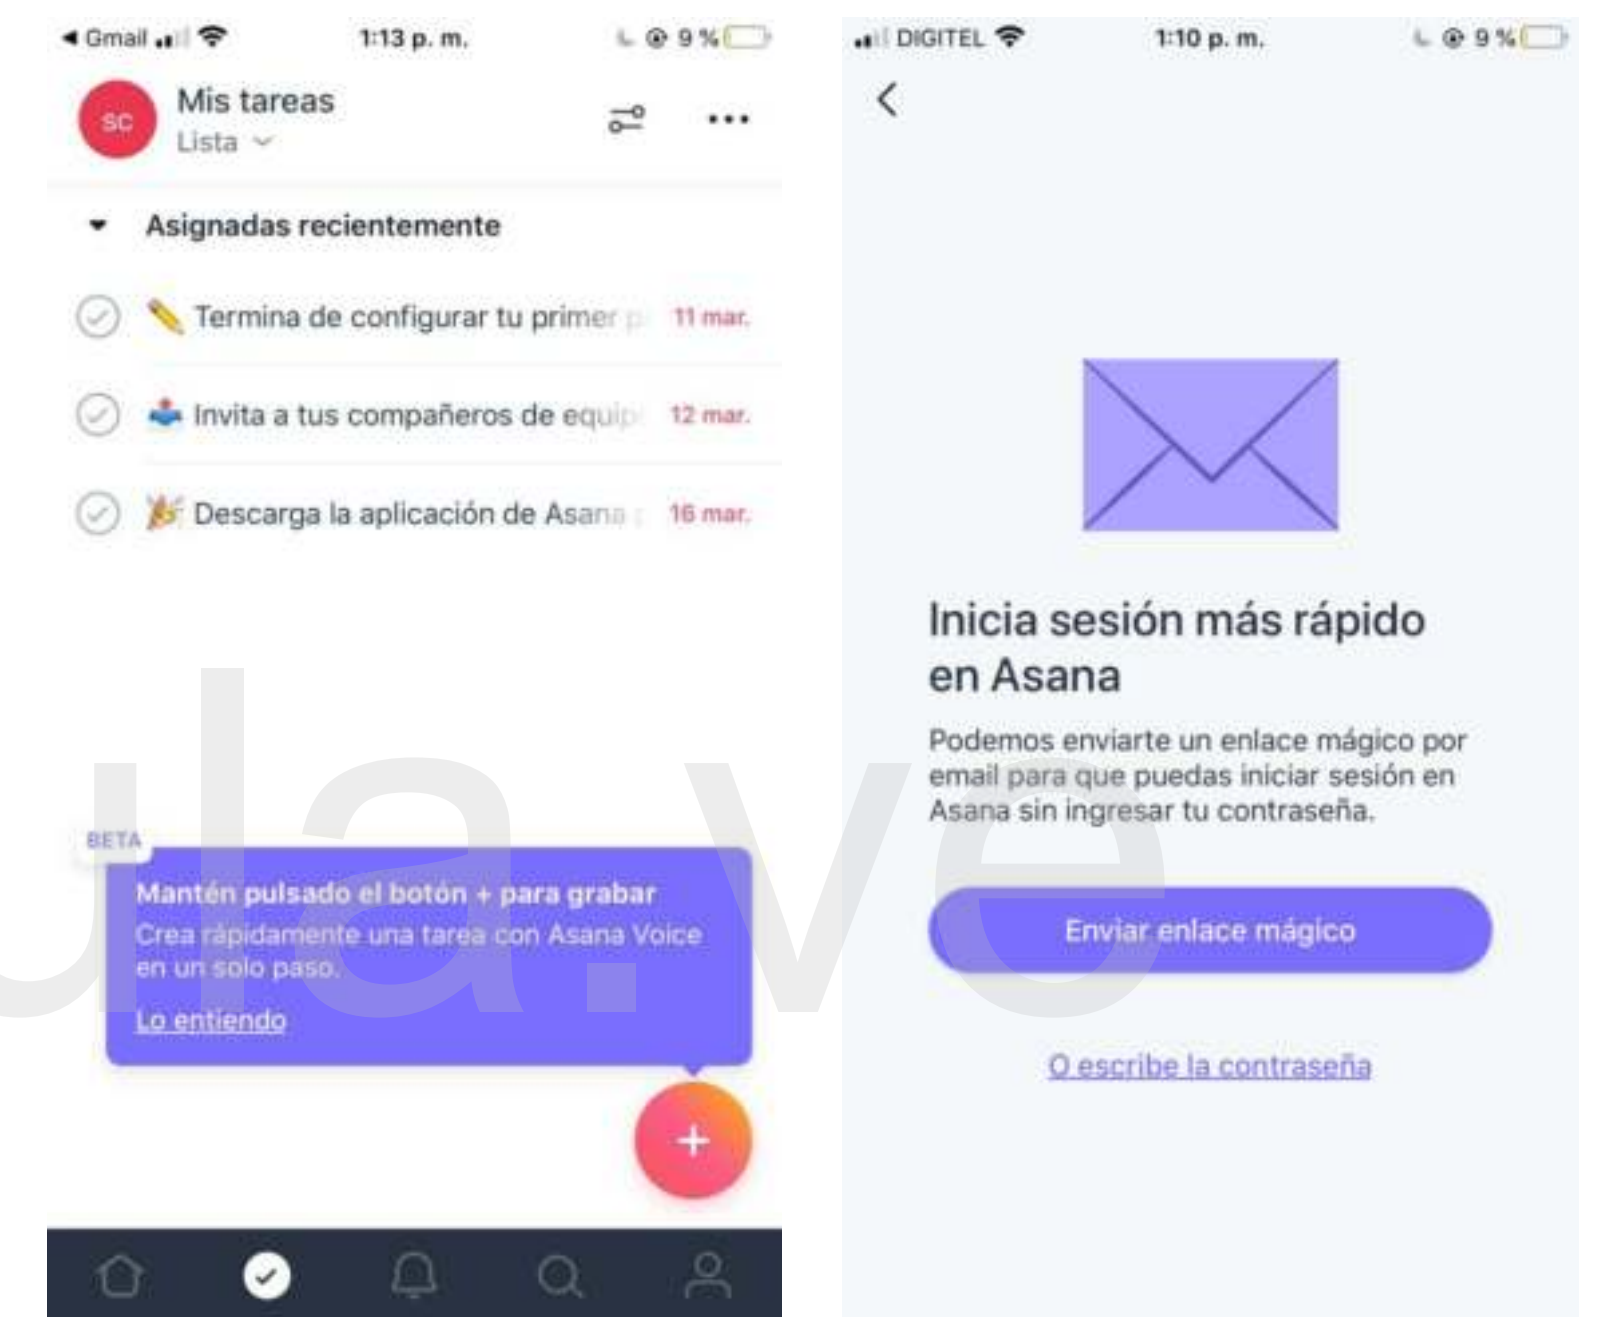 Gmail
1:13 p. m.
9 %
SC
Mis tareas
Lista
Asignadas recientemente
Termina de configurar tu primer
11 mar.
Invita a tus compañeros de equip
12 mar.
Descarga la aplicación de Asana
16 mar.
BETA
Mantén pulsado el botón + para grabar
Crea rápidamente una tarea con Asana Voice
en un solo paso.
Lo entiendo
+
DIGITEL
1:10 p. m.
9 %
Inicia sesión más rápido
en Asana
Podemos enviarte un enlace mágico por
email para que puedas iniciar sesión en
Asana sin ingresar tu contraseña.
Enviar enlace mágico
O escribe la contraseña
ula.ve